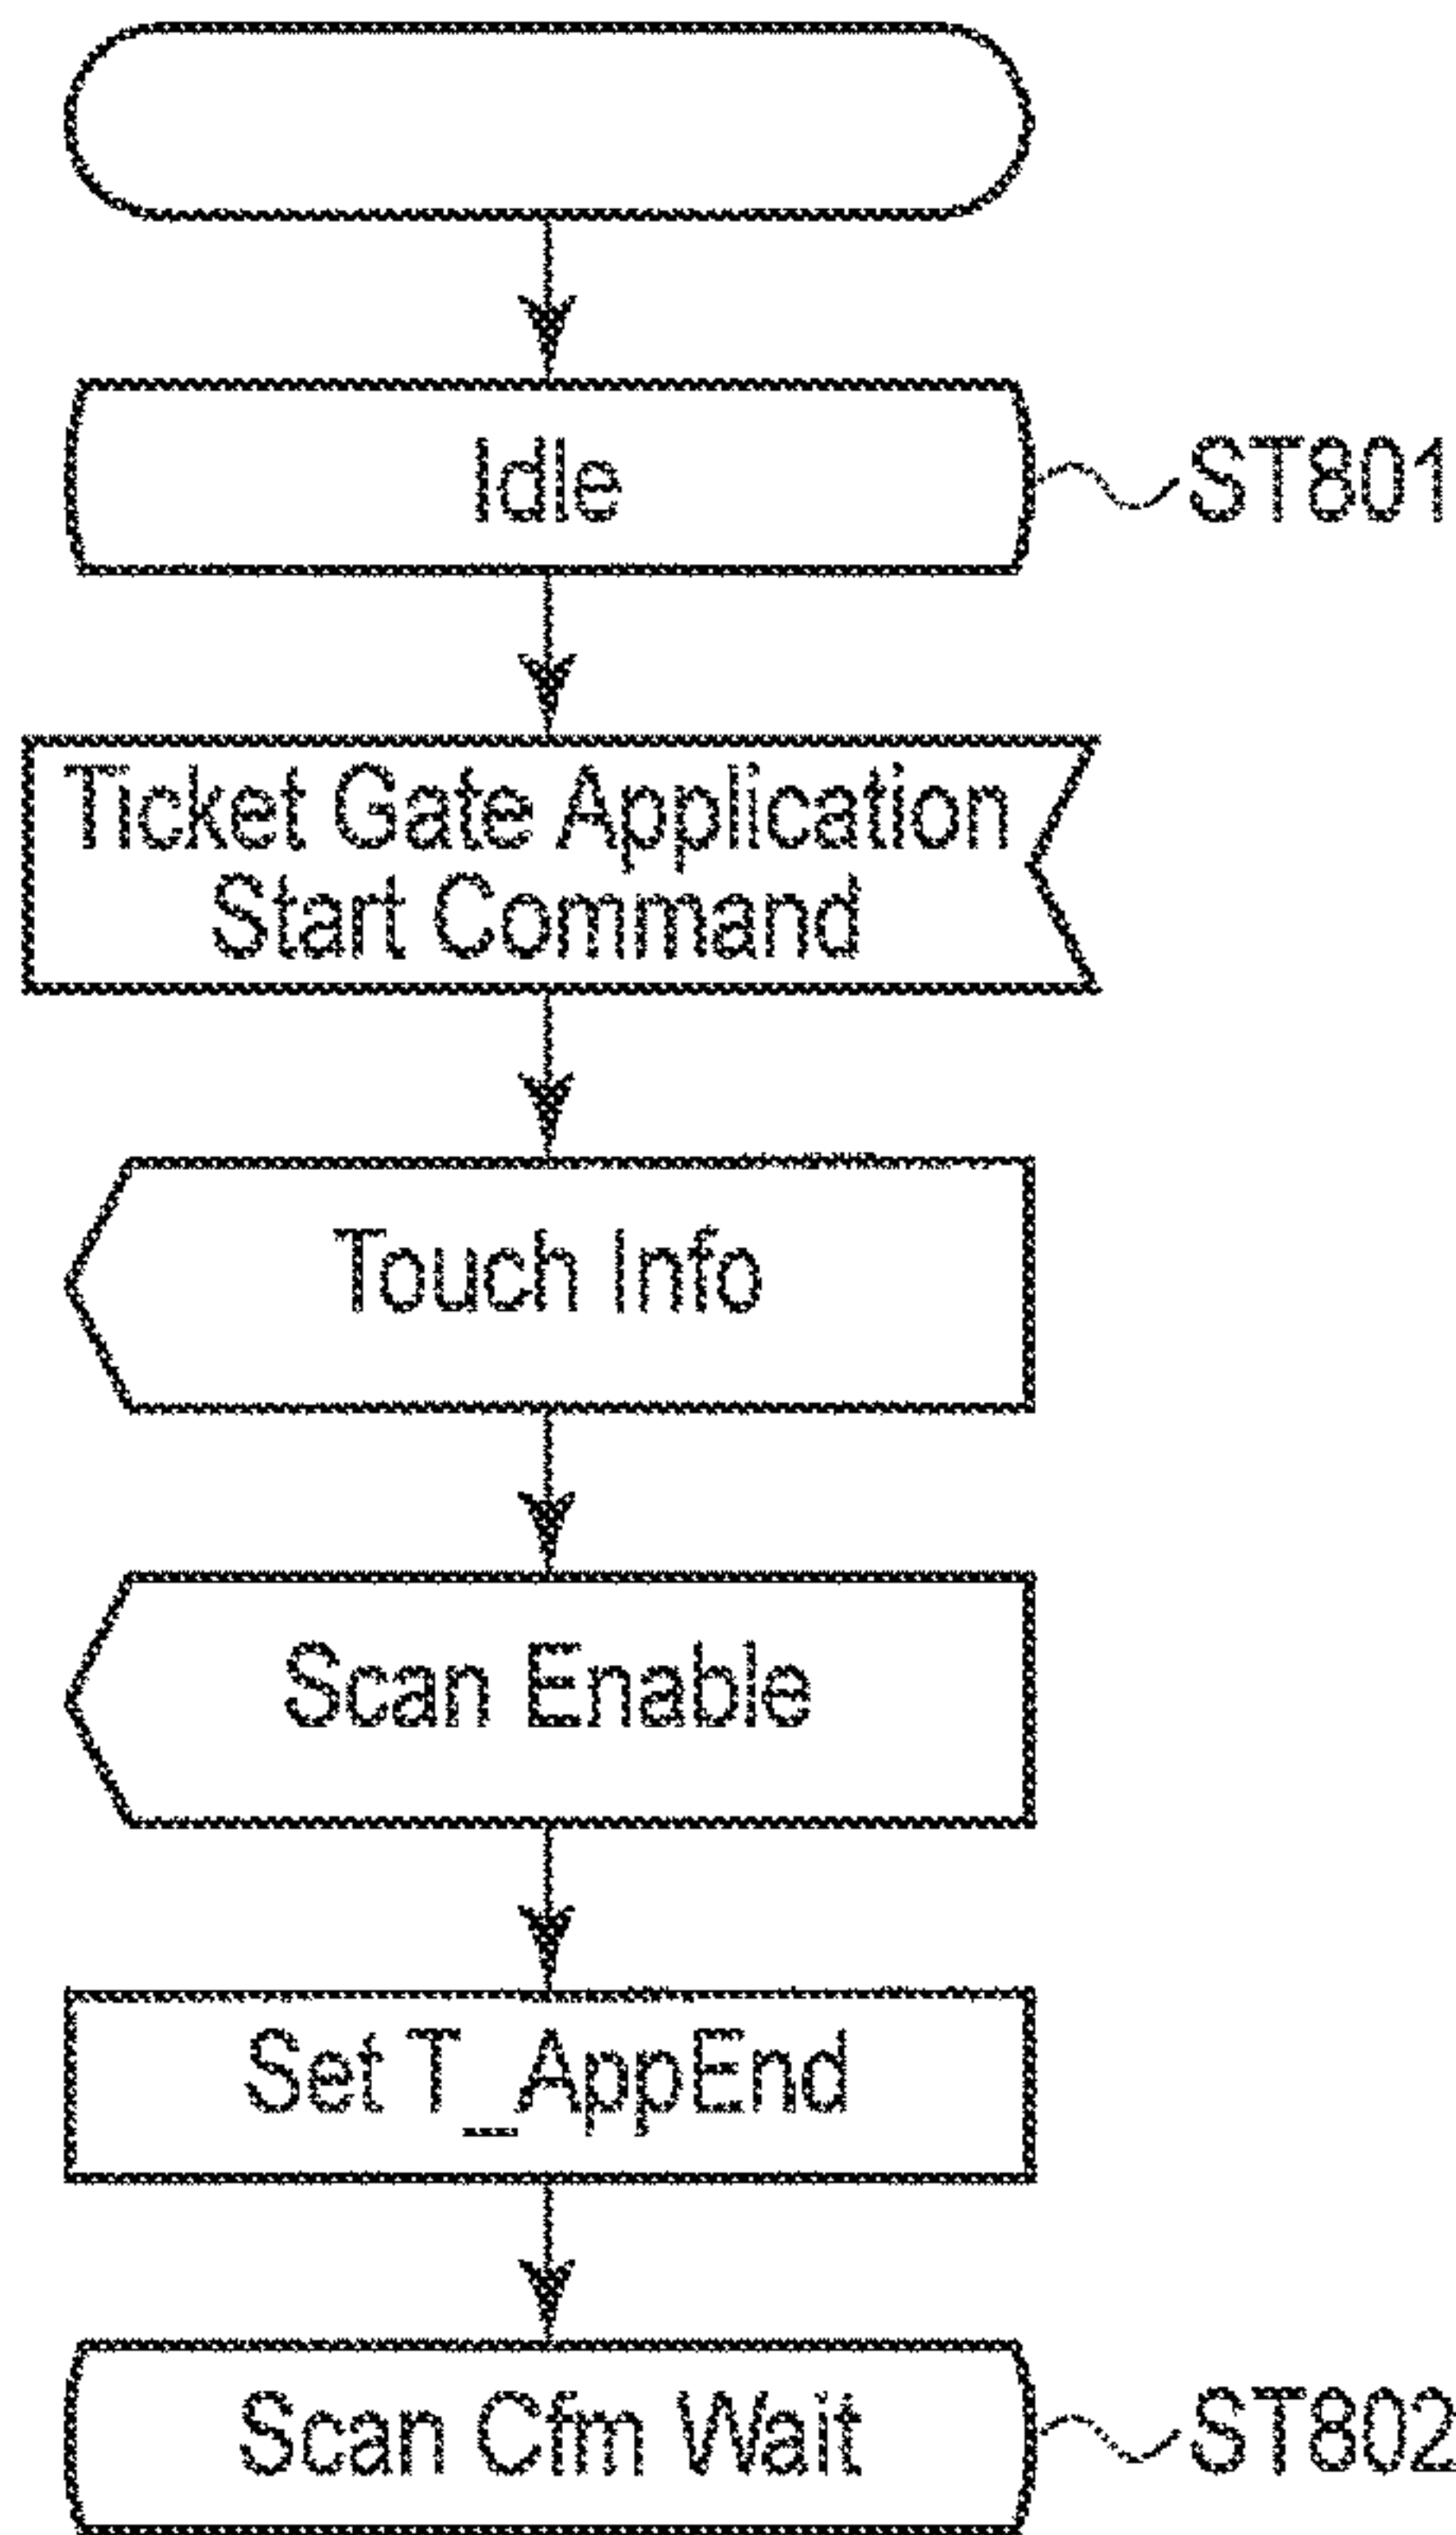 Idle
ST801
Ticket Gate Application
Start Command
Touch Info
Scan Enable
Set T_AppEnd
Scan Cfm Wait
ST802